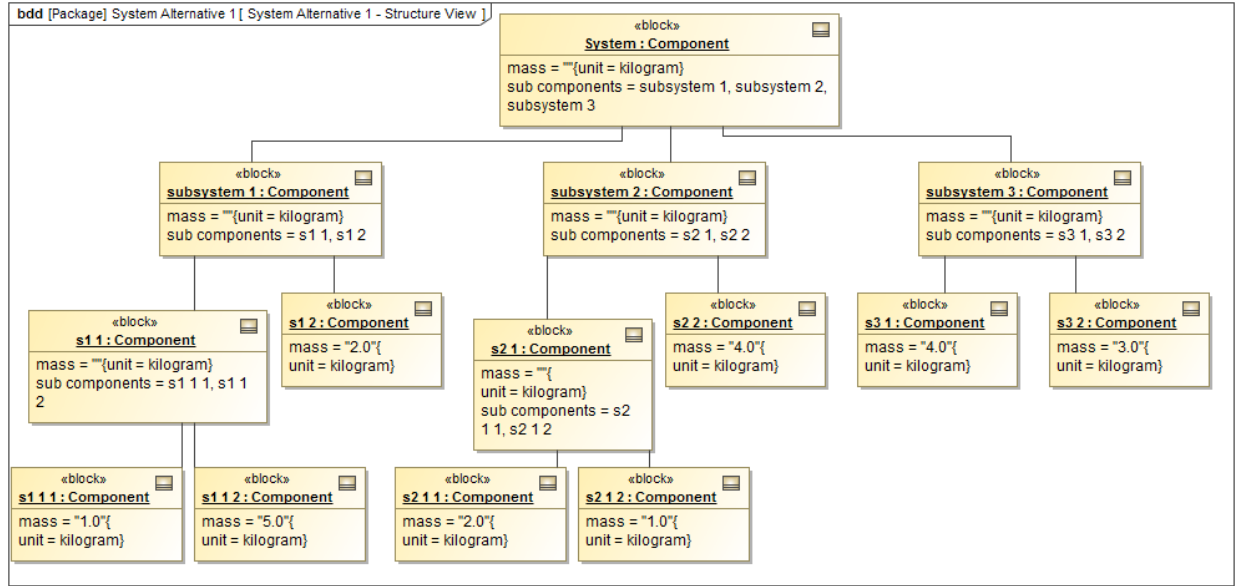 bdd [Package] System Alternative 1 [ System Alternative 1 - Structure View ]
«block»
System : Component
mass = ""{unit = kilogram}
sub components = subsystem 1, subsystem 2,
subsystem 3
«block»
subsystem 1 : Component
mass = ""{unit = kilogram}
sub components = s1 1, s1 2
«block»
subsystem 2 : Component
mass = ""{unit = kilogram}
sub components = s2 1, s2 2
«block»
subsystem 3 : Component
mass = ""{unit = kilogram}
sub components = s3 1, s3 2
«block»
s1 1 : Component
mass = ""{unit = kilogram}
sub components = s1 1 1, s1 1
2
«block»
s1 2 : Component
mass = "2.0"{
unit = kilogram}
«block»
s2 1 : Component
mass = ""{
unit = kilogram}
sub components = s2
1 1, s2 1 2
«block»
s2 2 : Component
mass = "4.0"{
unit = kilogram}
«block»
s3 1 : Component
mass = "4.0"{
unit = kilogram}
«block»
s3 2 : Component
mass = "3.0"{
unit = kilogram}
«block»
s1 1 1 : Component
mass = "1.0"{
unit = kilogram}
«block»
s1 1 2 : Component
mass = "5.0"{
unit = kilogram}
«block»
s2 1 1 : Component
mass = "2.0"{
unit = kilogram}
«block»
s2 1 2 : Component
mass = "1.0"{
unit = kilogram}